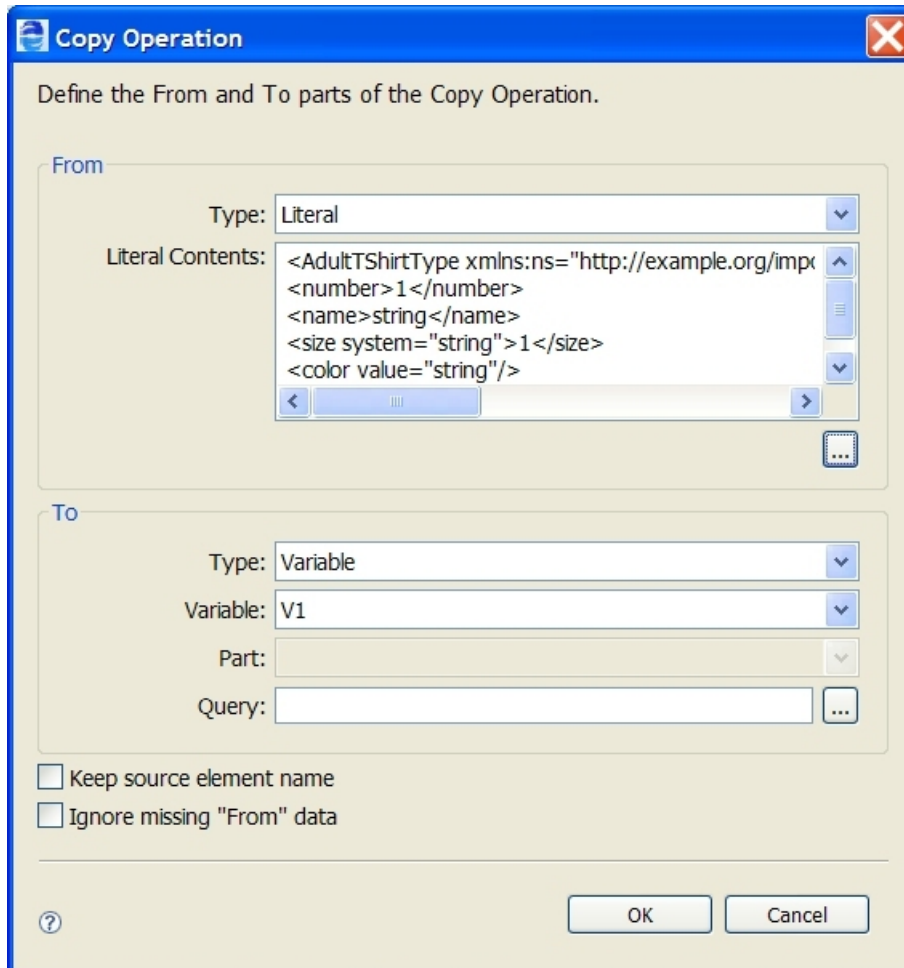 Copy Operation
Define the From and To parts of the Copy Operation.
From
Type: Literal
Literal Contents: <AdultTShirtType xmlns:ns="http://example.org/impo
<number>1</number>
<name>string</name>
<size system="string">1</size>
<color value="string"/>
...
To
Type: Variable
Variable: V1
Part:
Query: ...
Keep source element name
Ignore missing "From" data
? OK Cancel